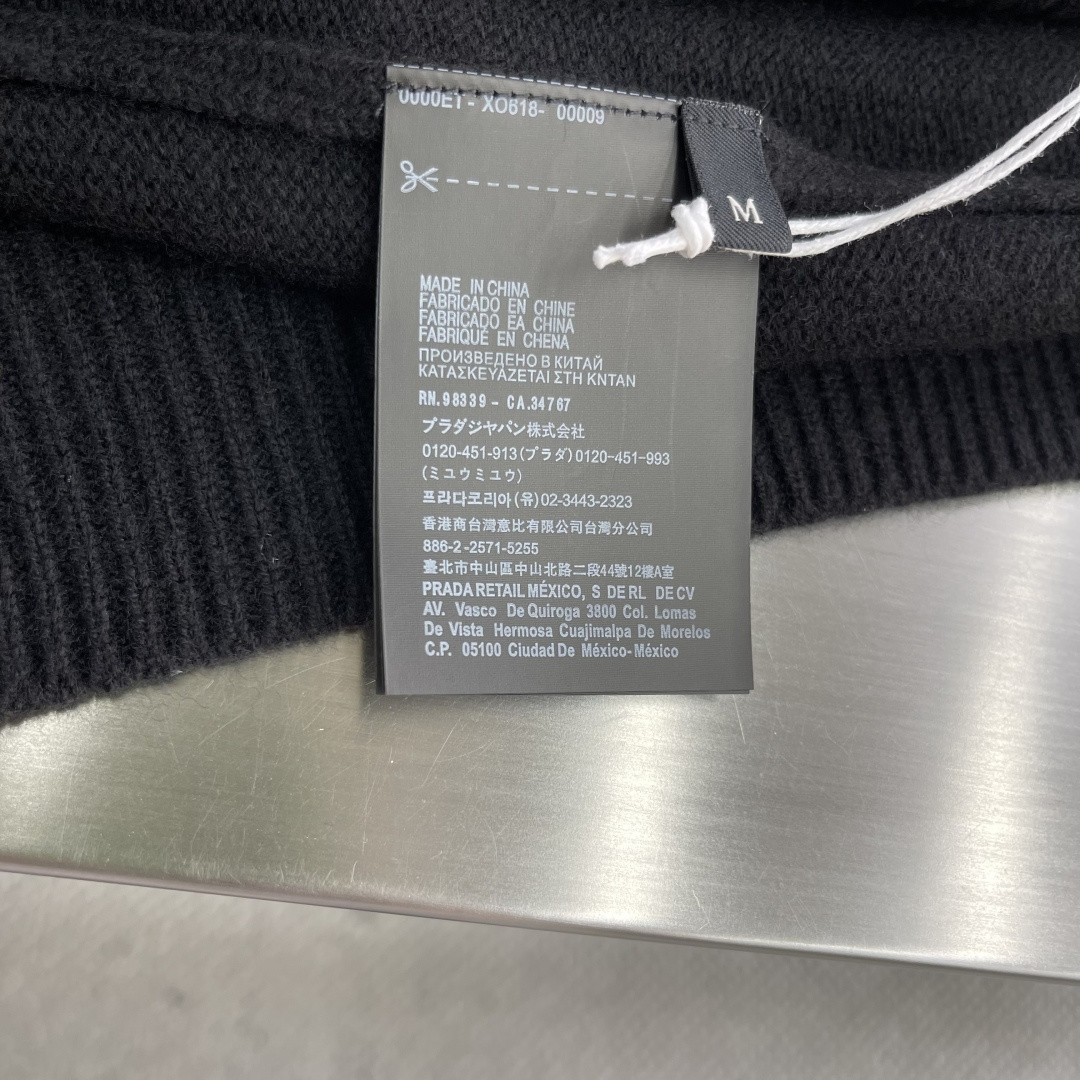 0000ET - XO618- 00009
M
MADE IN CHINA
FABRICADO EN CHINE
FABRICADO EA CHINA
FABRIQUÉ EN CHENA
ПРОИЗВЕДЕНО В КИТАЙ
ΚΑΤΑΣΚΕΥΑΖΕΤΑΙ ΣΤΗ ΚΝΤΑΝ
RN.98339 - CA.34767
プラダジヤパン株式会社
0120-451-913(プラダ)0120-451-993
(ミユウミユウ)
프라다코리아(유)02-3443-2323
香港商台灣意比有限公司台灣分公司
886-2-2571-5255
臺北市中山區中山北路二段44號12樓A室
PRADA RETAIL MÉXICO, S DE RL DE CV
AV. Vasco De Quiroga 3800 Col. Lomas
De Vista Hermosa Cuajimalpa De Morelos
C.P. 05100 Ciudad De México-México